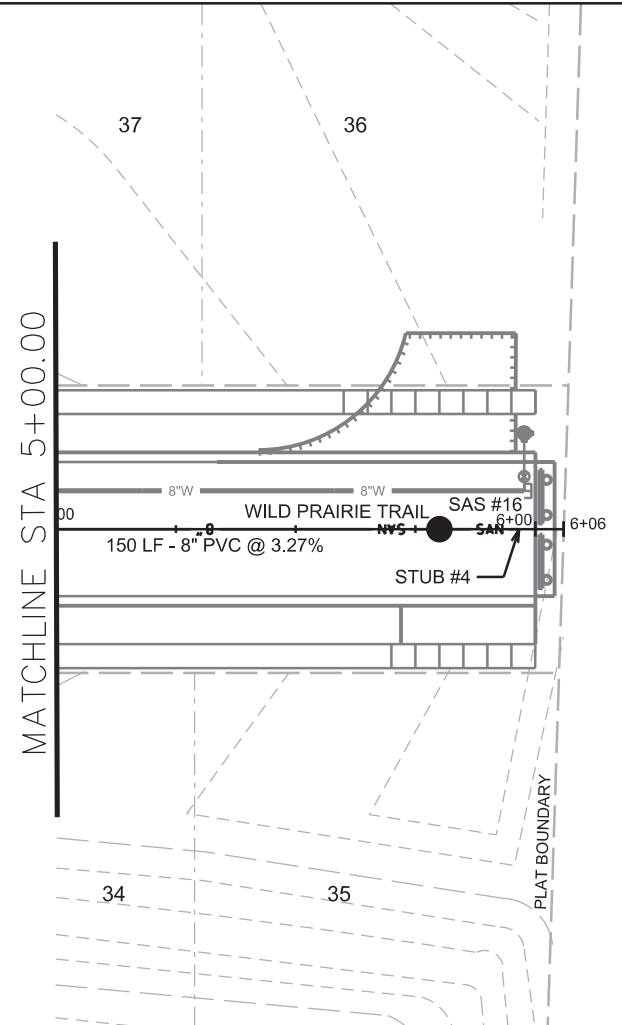 37
36
MATCHLINE STA 5+00.00
8"W
8"W
WILD PRAIRIE TRAIL
SAS #16
00
8"
SAN
SAN
6+00
6+06
150 LF - 8" PVC @ 3.27%
STUB #4
PLAT BOUNDARY
34
35